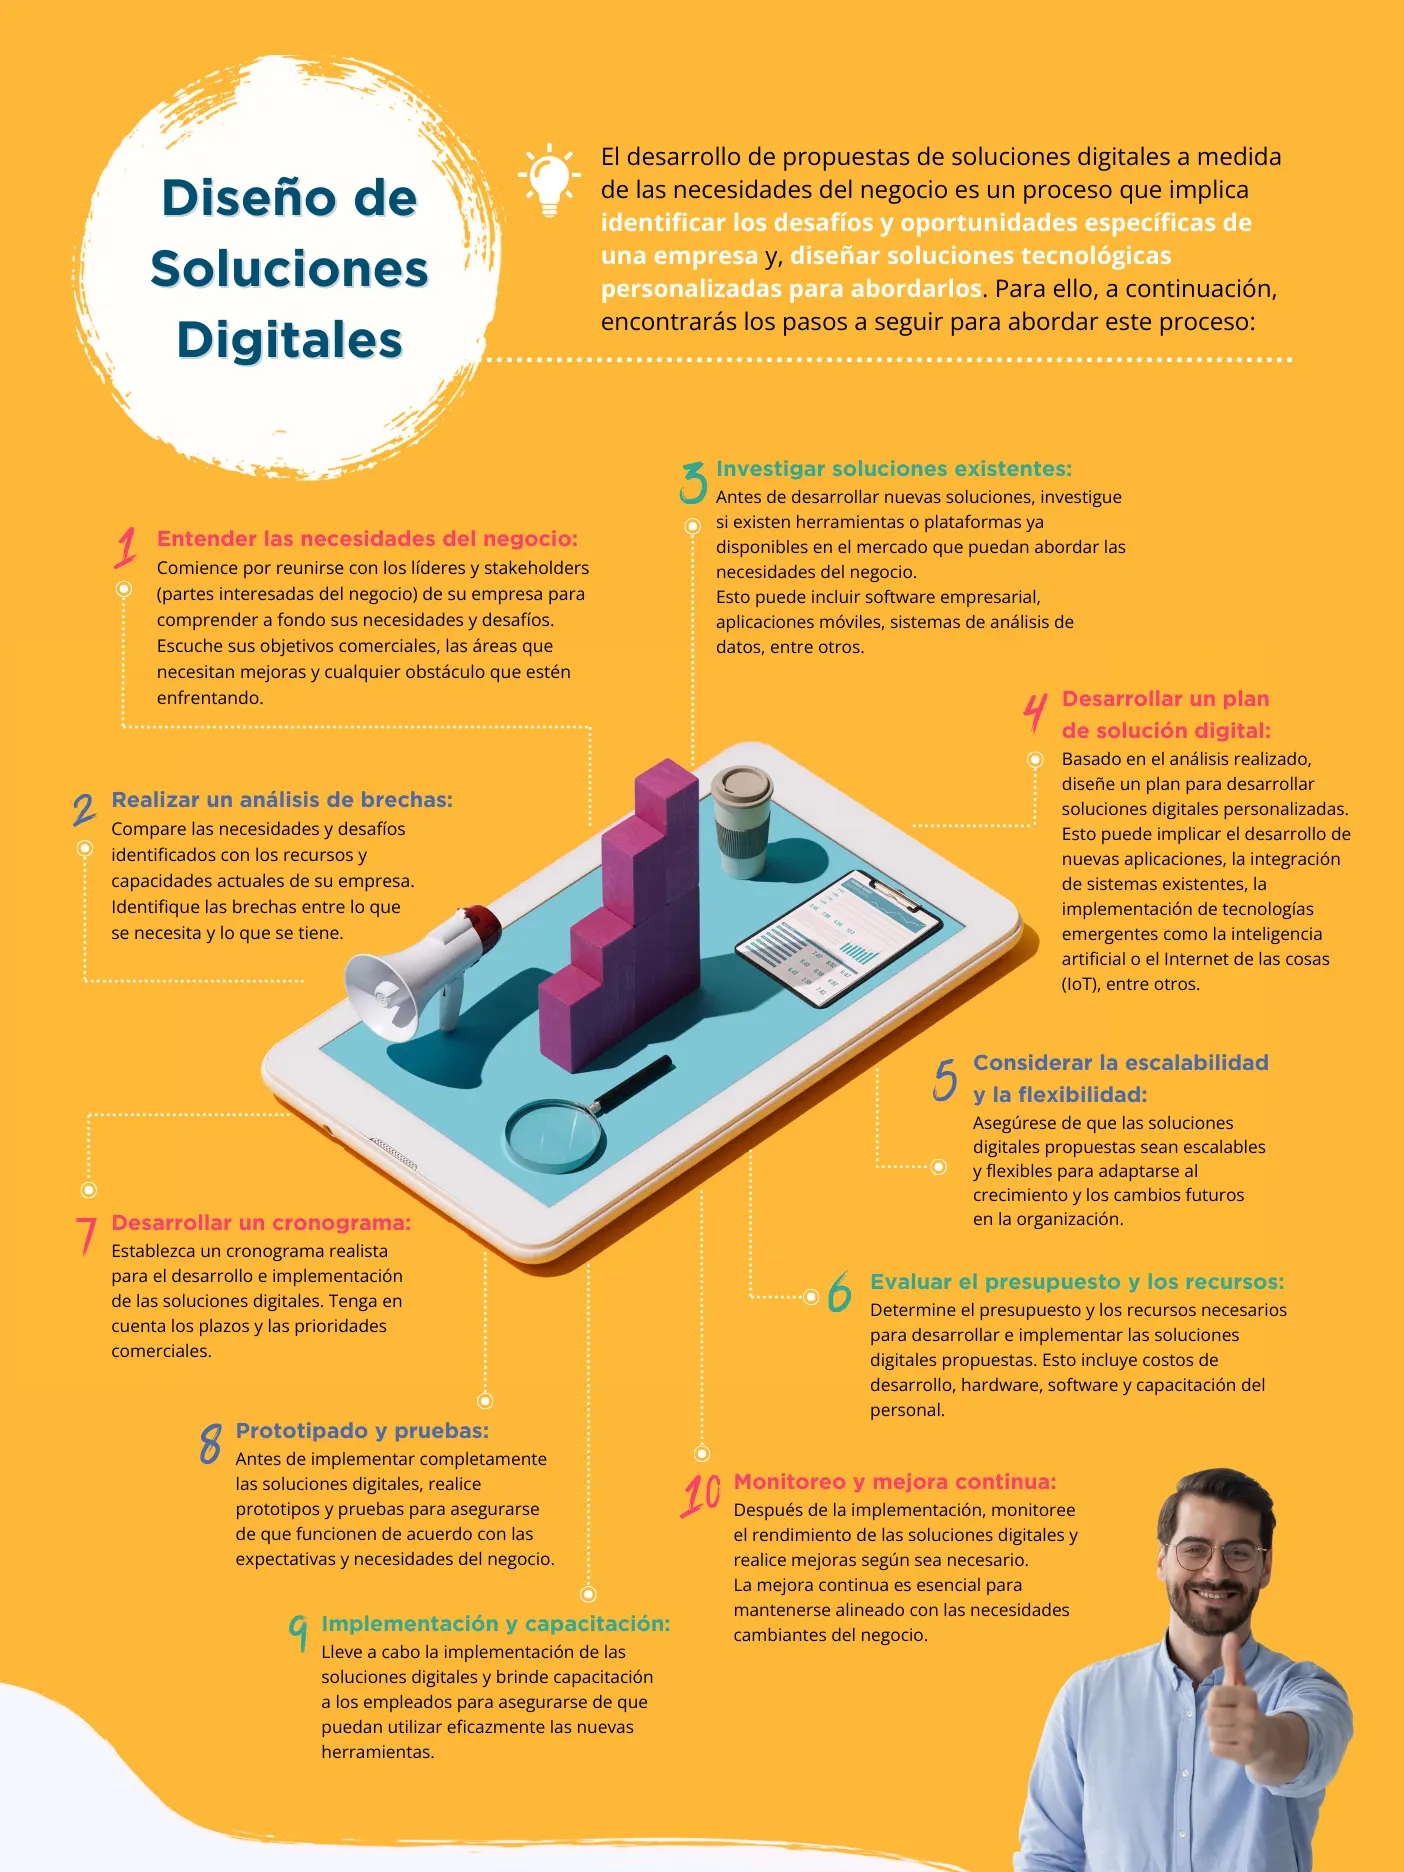 Diseño de
Soluciones
Digitales
El desarrollo de propuestas de soluciones digitales a medida
de las necesidades del negocio es un proceso que implica
identificar los desafíos y oportunidades específicas de
una empresa y, diseñar soluciones tecnológicas
personalizadas para abordarlos. Para ello, a continuación,
encontrarás los pasos a seguir para abordar este proceso:
1 Entender las necesidades del negocio:
Comience por reunirse con los líderes y stakeholders
(partes interesadas del negocio) de su empresa para
comprender a fondo sus necesidades y desafíos.
Escuche sus objetivos comerciales, las áreas que
necesitan mejoras y cualquier obstáculo que estén
enfrentando.
2 Realizar un análisis de brechas:
Compare las necesidades y desafíos
identificados con los recursos y
capacidades actuales de su empresa.
Identifique las brechas entre lo que
se necesita y lo que se tiene.
3 Investigar soluciones existentes:
Antes de desarrollar nuevas soluciones, investigue
si existen herramientas o plataformas ya
disponibles en el mercado que puedan abordar las
necesidades del negocio.
Esto puede incluir software empresarial,
aplicaciones móviles, sistemas de análisis de
datos, entre otros.
4 Desarrollar un plan
de solución digital:
Basado en el análisis realizado,
diseñe un plan para desarrollar
soluciones digitales personalizadas.
Esto puede implicar el desarrollo de
nuevas aplicaciones, la integración
de sistemas existentes, la
implementación de tecnologías
emergentes como la inteligencia
artificial o el Internet de las cosas
(IoT), entre otros.
5 Considerar la escalabilidad
y la flexibilidad:
Asegúrese de que las soluciones
digitales propuestas sean escalables
y flexibles para adaptarse al
crecimiento y los cambios futuros
en la organización.
6 Evaluar el presupuesto y los recursos:
Determine el presupuesto y los recursos necesarios
para desarrollar e implementar las soluciones
digitales propuestas. Esto incluye costos de
desarrollo, hardware, software y capacitación del
personal.
7 Desarrollar un cronograma:
Establezca un cronograma realista
para el desarrollo e implementación
de las soluciones digitales. Tenga en
cuenta los plazos y las prioridades
comerciales.
8 Prototipado y pruebas:
Antes de implementar completamente
las soluciones digitales, realice
prototipos y pruebas para asegurarse
de que funcionen de acuerdo con las
expectativas y necesidades del negocio.
9 Implementación y capacitación:
Lleve a cabo la implementación de las
soluciones digitales y brinde capacitación
a los empleados para asegurarse de que
puedan utilizar eficazmente las nuevas
herramientas.
10 Monitoreo y mejora continua:
Después de la implementación, monitoree
el rendimiento de las soluciones digitales y
realice mejoras según sea necesario.
La mejora continua es esencial para
mantenerse alineado con las necesidades
cambiantes del negocio.